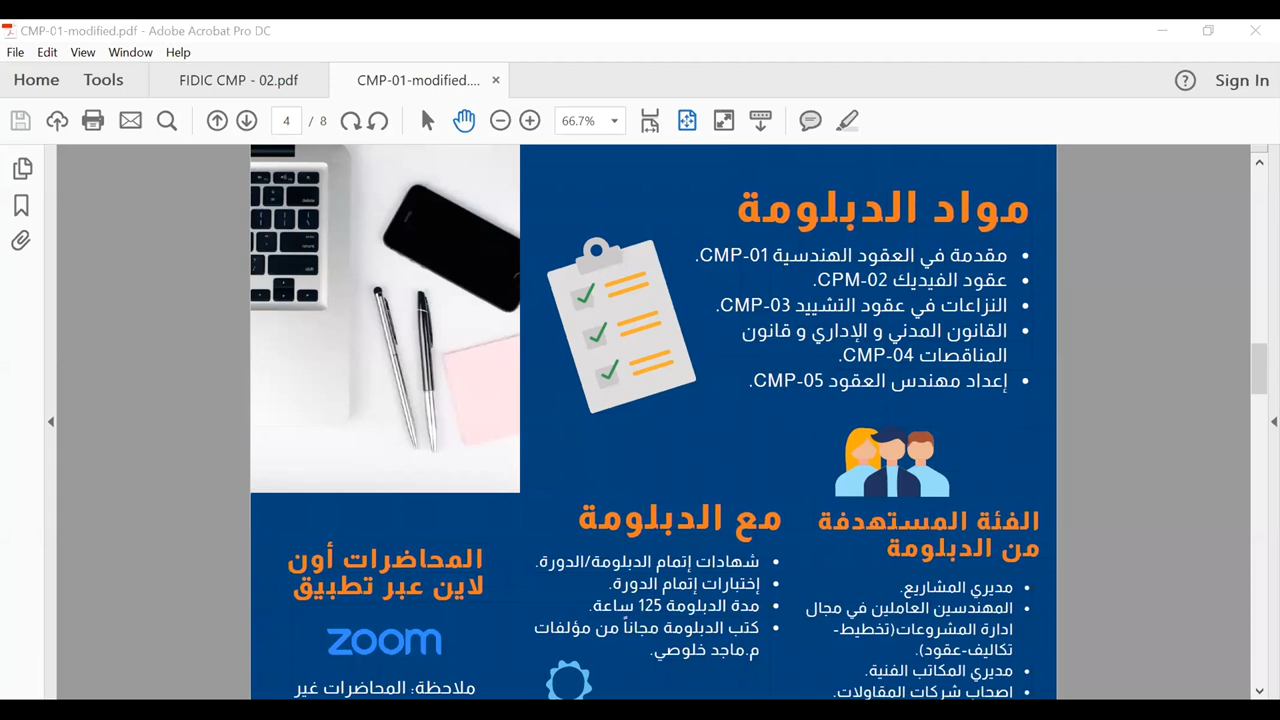 CMP-01-modified.pdf - Adobe Acrobat Pro DC
File Edit View Window Help
Home Tools FIDIC CMP - 02.pdf CMP-01-modified.... × Sign In
4 / 8 66.7%
مواد الدبلومة
• مقدمة في العقود الهندسية CMP-01.
• عقود الفيديك CPM-02.
• النزاعات في عقود التشييد CMP-03.
• القانون المدني و الإداري و قانون
المناقصات CMP-04.
• إعداد مهندس العقود CMP-05.
الفئة المستهدفة
من الدبلومة
• مديري المشاريع.
• المهندسين العاملين في مجال
ادارة المشروعات(تخطيط-
تكاليف-عقود).
• مديري المكاتب الفنية.
• اصحاب شركات المقاولات.
مع الدبلومة
• شهادات إتمام الدبلومة/الدورة.
• إختبارات إتمام الدورة.
• مدة الدبلومة 125 ساعة.
• كتب الدبلومة مجاناً من مؤلفات
م.ماجد خلوصي.
المحاضرات أون
لاين عبر تطبيق
zoom
ملاحظة: المحاضرات غير